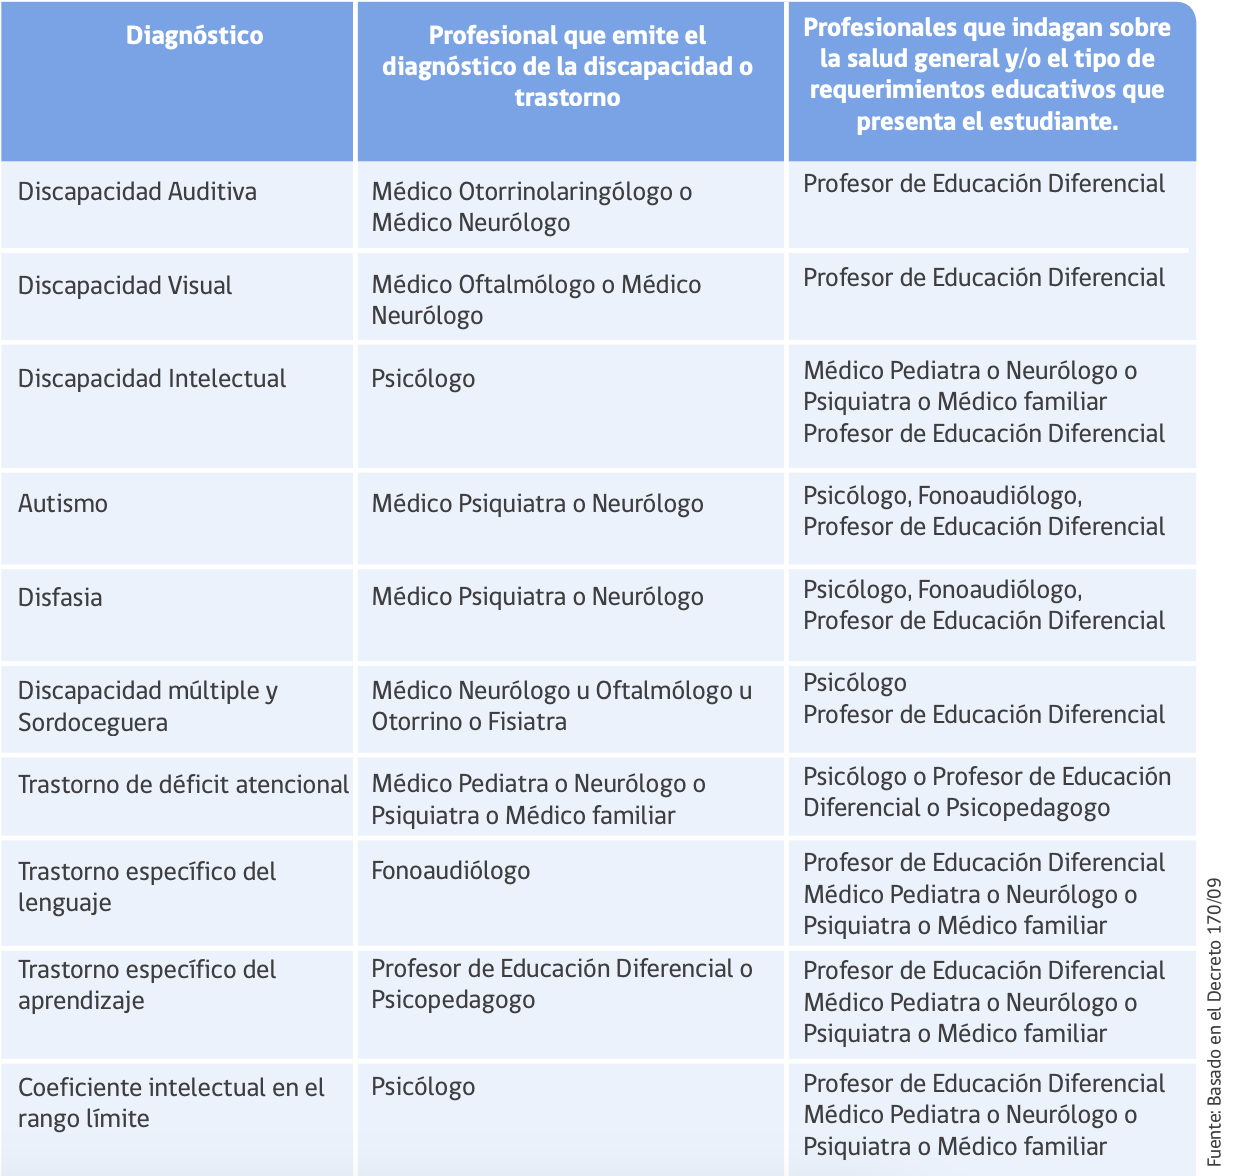 Diagnóstico
Profesional que emite el
diagnóstico de la discapacidad o
trastorno
Profesionales que indagan sobre
la salud general y/o el tipo de
requerimientos educativos que
presenta el estudiante.
Discapacidad Auditiva
Médico Otorrinolaringólogo o
Médico Neurólogo
Profesor de Educación Diferencial
Discapacidad Visual
Médico Oftalmólogo o Médico
Neurólogo
Profesor de Educación Diferencial
Discapacidad Intelectual
Psicólogo
Médico Pediatra o Neurólogo o
Psiquiatra o Médico familiar
Profesor de Educación Diferencial
Autismo
Médico Psiquiatra o Neurólogo
Psicólogo, Fonoaudiólogo,
Profesor de Educación Diferencial
Disfasia
Médico Psiquiatra o Neurólogo
Psicólogo, Fonoaudiólogo,
Profesor de Educación Diferencial
Discapacidad múltiple y
Sordoceguera
Médico Neurólogo u Oftalmólogo u
Otorrino o Fisiatra
Psicólogo
Profesor de Educación Diferencial
Trastorno de déficit atencional
Médico Pediatra o Neurólogo o
Psiquiatra o Médico familiar
Psicólogo o Profesor de Educación
Diferencial o Psicopedagogo
Trastorno específico del
lenguaje
Fonoaudiólogo
Profesor de Educación Diferencial
Médico Pediatra o Neurólogo o
Psiquiatra o Médico familiar
Trastorno específico del
aprendizaje
Profesor de Educación Diferencial o
Psicopedagogo
Profesor de Educación Diferencial
Médico Pediatra o Neurólogo o
Psiquiatra o Médico familiar
Coeficiente intelectual en el
rango límite
Psicólogo
Profesor de Educación Diferencial
Médico Pediatra o Neurólogo o
Psiquiatra o Médico familiar
Fuente: Basado en el Decreto 170/09